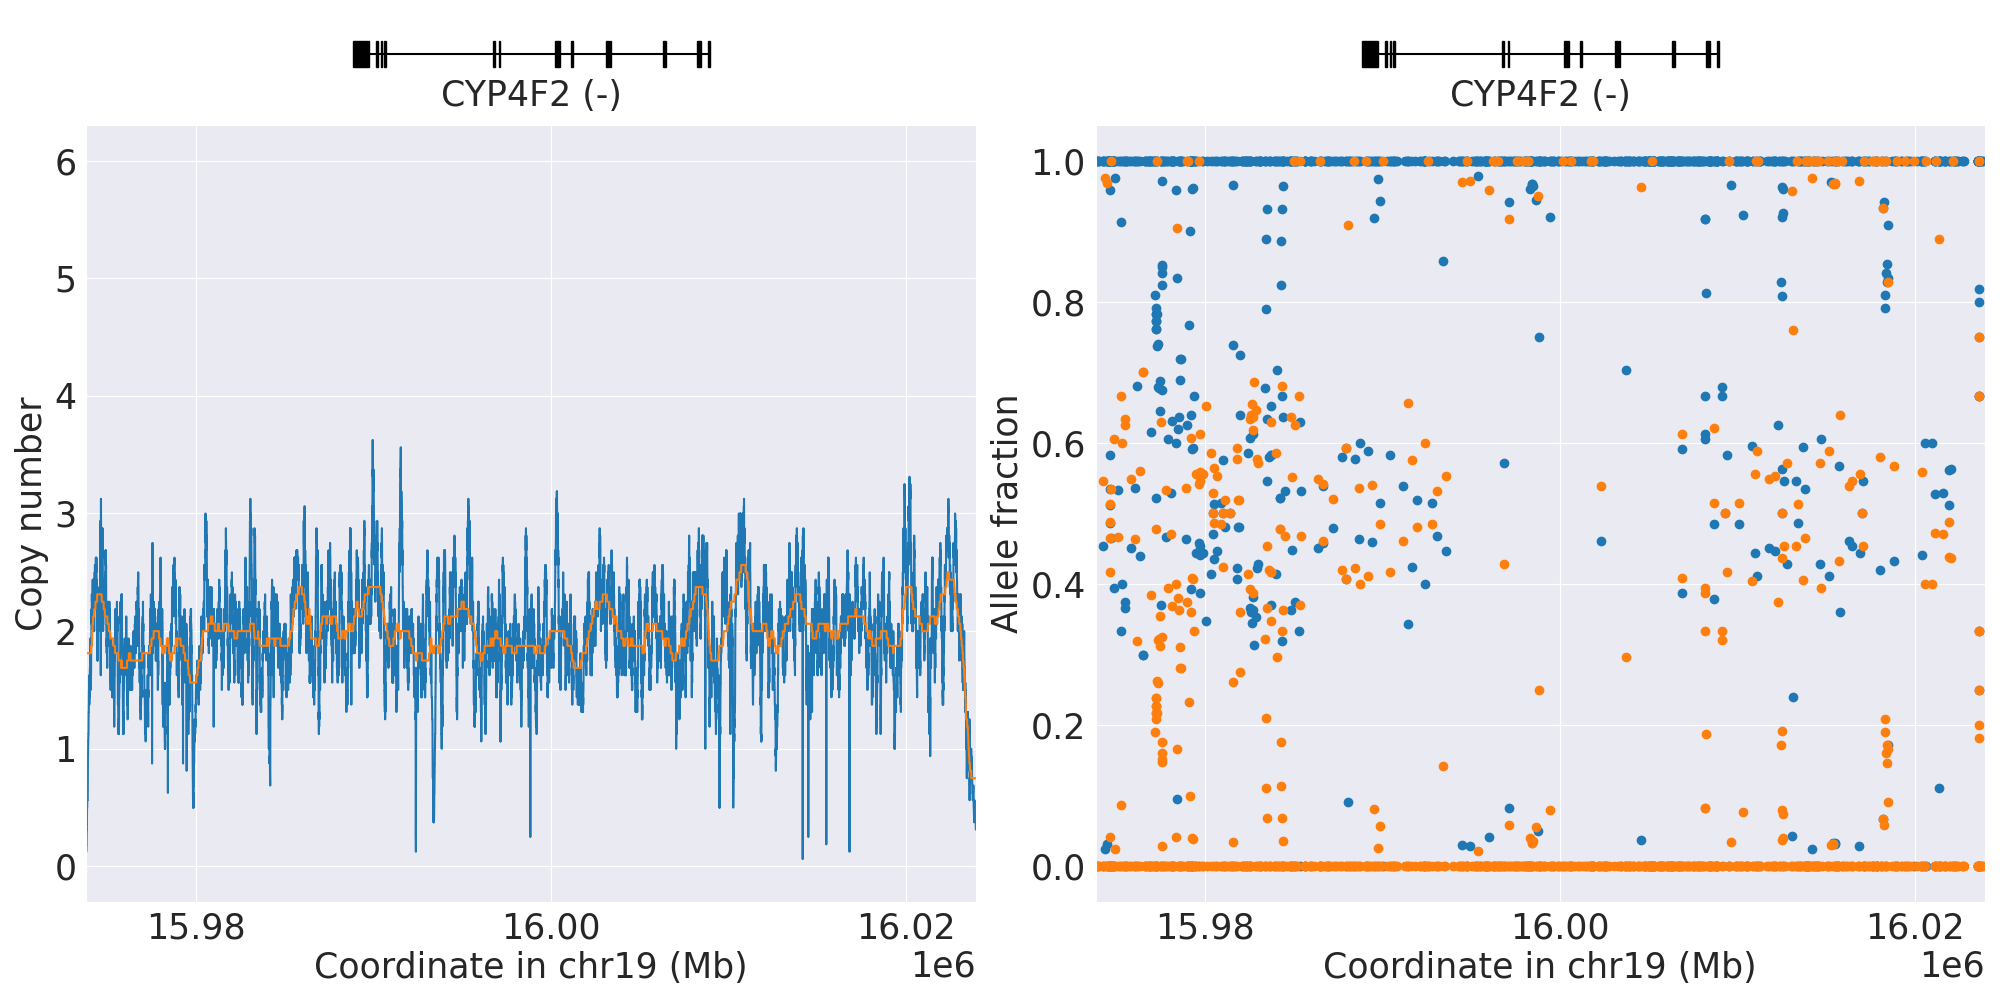 CYP4F2 (-)
Copy number
6
5
4
3
2
1
0
15.98
16.00
16.02
Coordinate in chr19 (Mb)
1e6
CYP4F2 (-)
Allele fraction
1.0
0.8
0.6
0.4
0.2
0.0
15.98
16.00
16.02
Coordinate in chr19 (Mb)
1e6